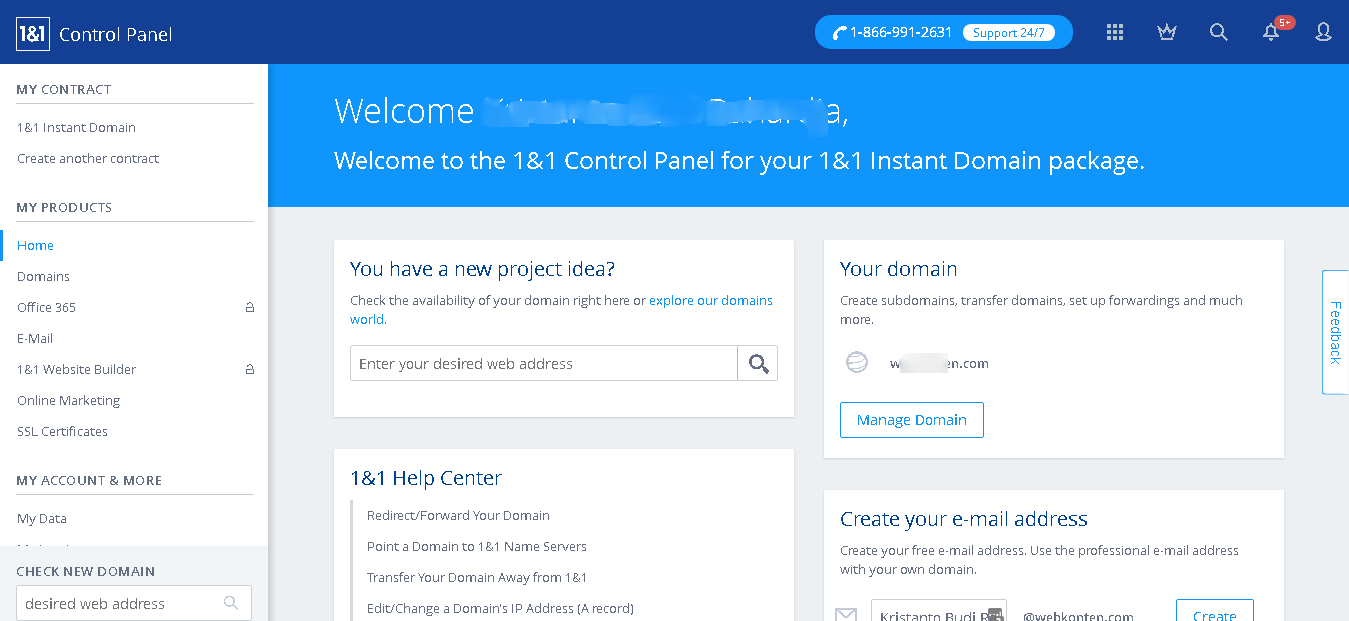 1&1 Control Panel
1-866-991-2631 Support 24/7
5+
MY CONTRACT
1&1 Instant Domain
Create another contract
MY PRODUCTS
Home
Domains
Office 365
E-Mail
1&1 Website Builder
Online Marketing
SSL Certificates
MY ACCOUNT & MORE
My Data
CHECK NEW DOMAIN
desired web address
Welcome
Welcome to the 1&1 Control Panel for your 1&1 Instant Domain package.
You have a new project idea?
Check the availability of your domain right here or explore our domains
world.
Enter your desired web address
1&1 Help Center
Redirect/Forward Your Domain
Point a Domain to 1&1 Name Servers
Transfer Your Domain Away from 1&1
Edit/Change a Domain's IP Address (A record)
Your domain
Create subdomains, transfer domains, set up forwardings and much
more.
Manage Domain
Create your e-mail address
Create your free e-mail address. Use the professional e-mail address
with your own domain.
Kristanto Budi @webkonten.com Create
Feedback